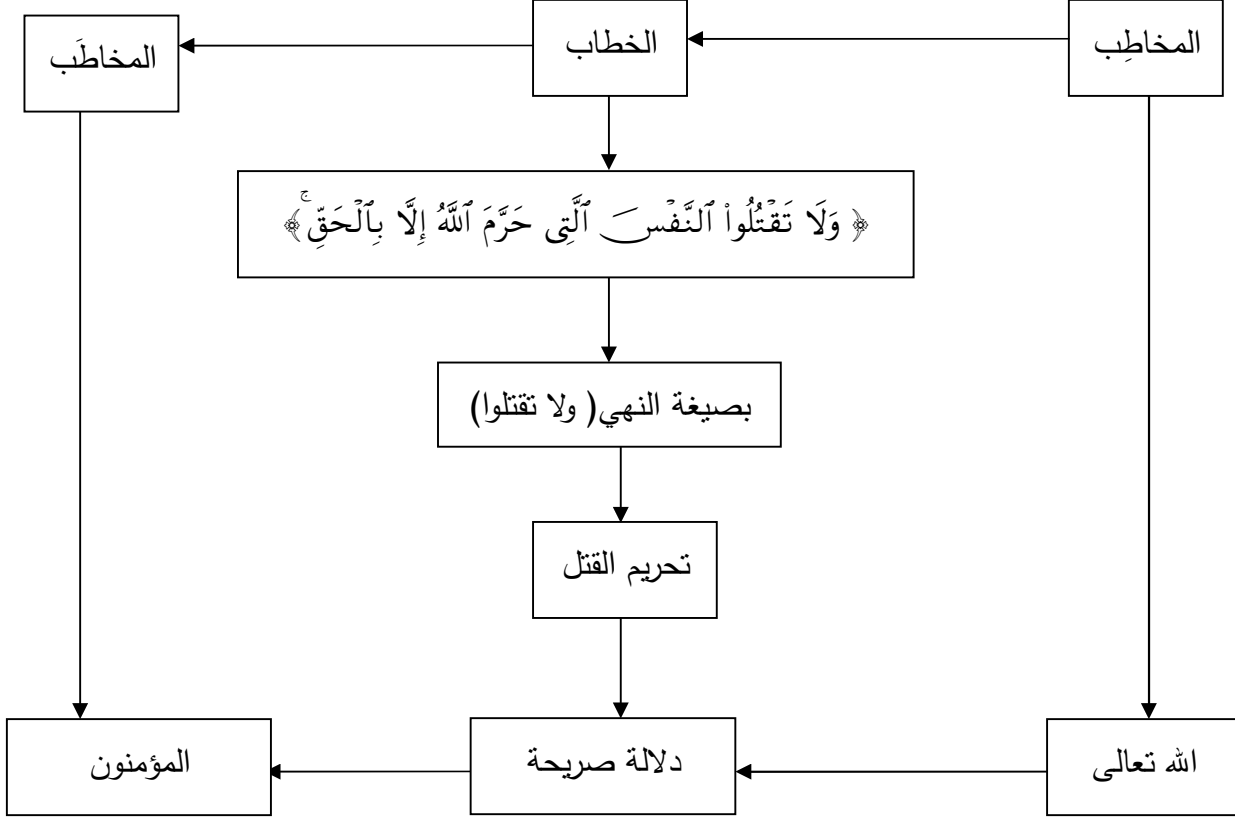 المخاطِب
الخطاب
المخاطَب
﴿ وَلَا تَقْتُلُوا۟ ٱلنَّفْسَ ٱلَّتِى حَرَّمَ ٱللَّهُ إِلَّا بِٱلْحَقِّ ۚ﴾
بصيغة النهي( ولا تقتلوا)
تحريم القتل
الله تعالى
دلالة صريحة
المؤمنون